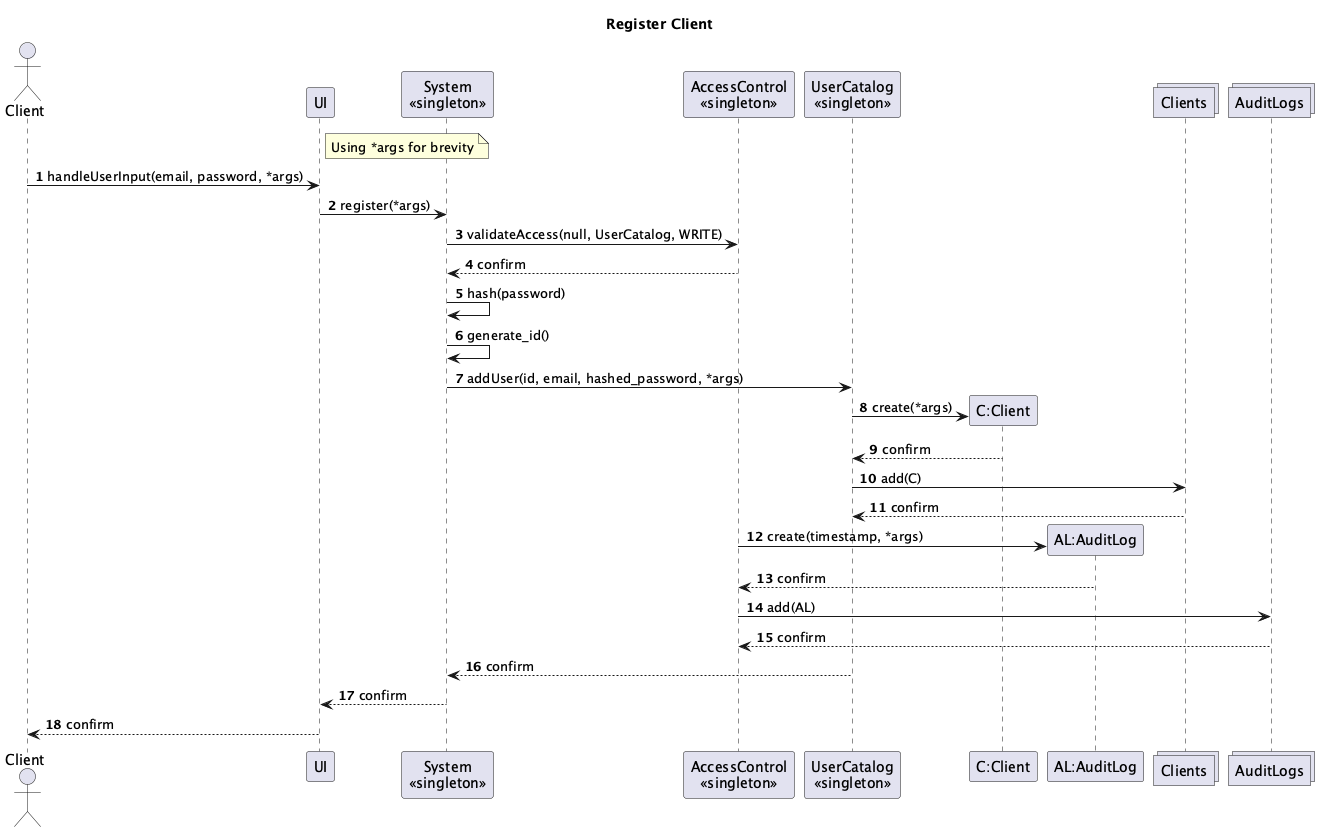 Register Client
Client
UI
System
«singleton»
AccessControl
«singleton»
UserCatalog
«singleton»
Clients
AuditLogs
Using *args for brevity
1 handleUserInput(email, password, *args)
2 register(*args)
3 validateAccess(null, UserCatalog, WRITE)
4 confirm
5 hash(password)
6 generate_id()
7 addUser(id, email, hashed_password, *args)
8 create(*args)
C:Client
9 confirm
10 add(C)
11 confirm
12 create(timestamp, *args)
AL:AuditLog
13 confirm
14 add(AL)
15 confirm
16 confirm
17 confirm
18 confirm
Client
UI
System
«singleton»
AccessControl
«singleton»
UserCatalog
«singleton»
C:Client
AL:AuditLog
Clients
AuditLogs